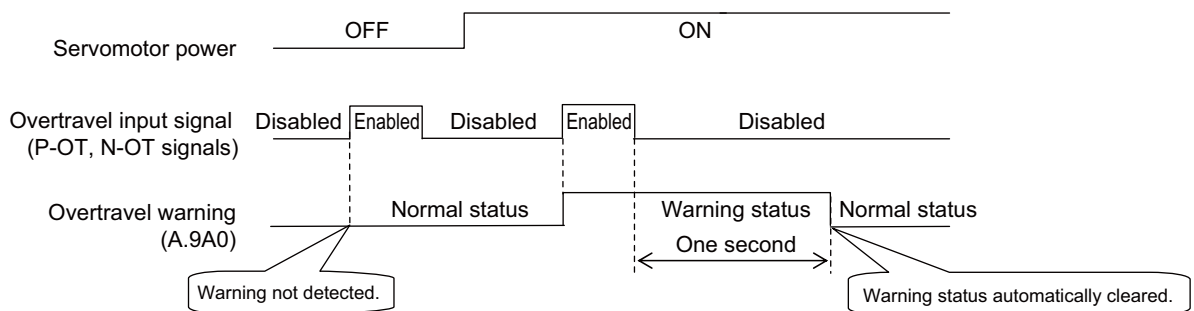 OFF
ON
Servomotor power
Overtravel input signal
(P-OT, N-OT signals)
Disabled
Enabled
Disabled
Enabled
Disabled
Overtravel warning
(A.9A0)
Normal status
Warning status
Normal status
One second
Warning not detected.
Warning status automatically cleared.